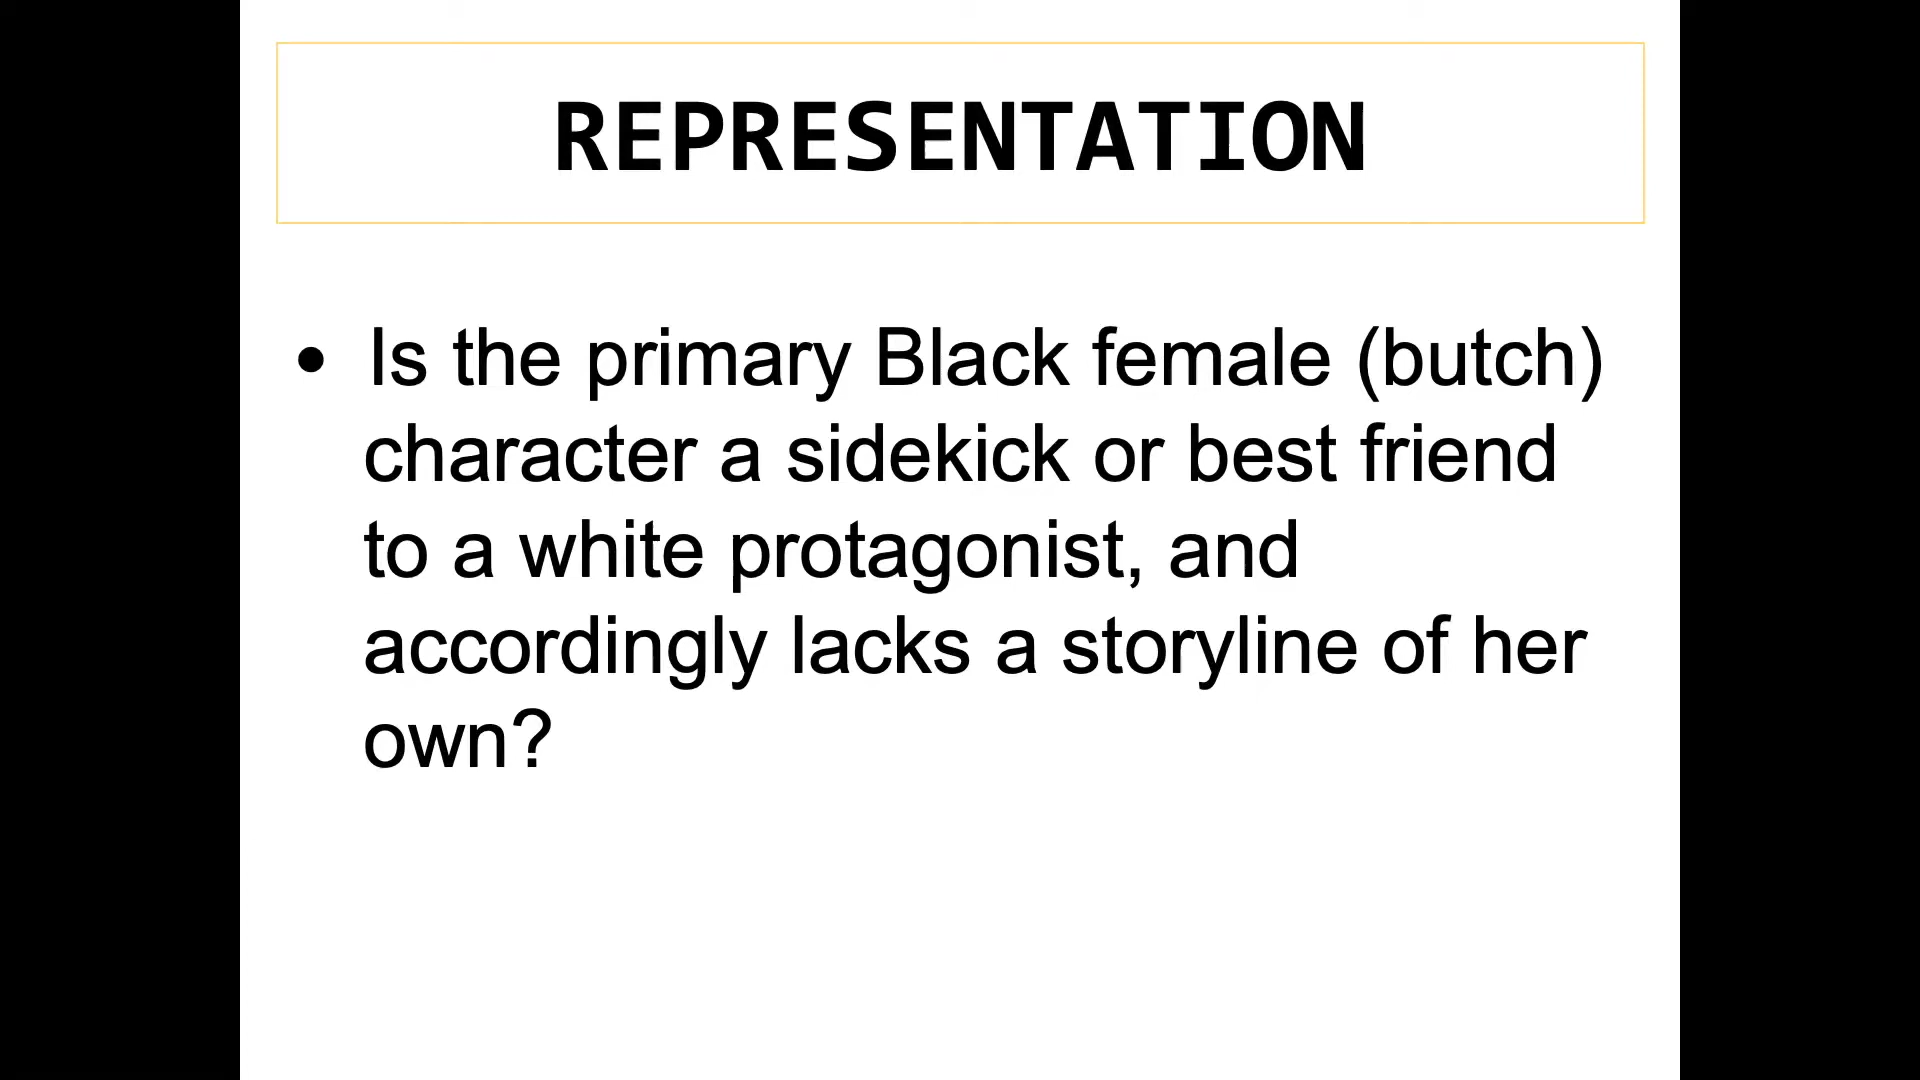 REPRESENTATION
• Is the primary Black female (butch)
character a sidekick or best friend
to a white protagonist, and
accordingly lacks a storyline of her
own?